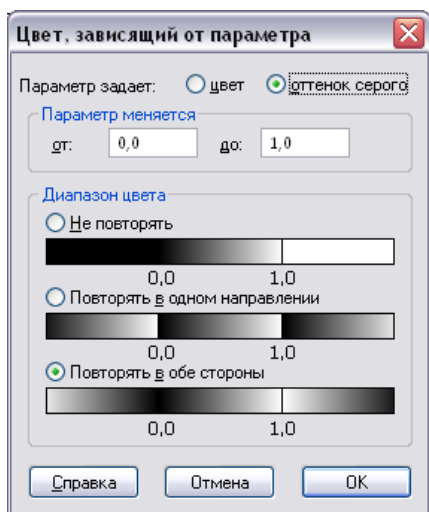 Цвет, зависящий от параметра
Параметр задает: цвет оттенок серого
Параметр меняется
от: 0,0 до: 1,0
Диапазон цвета
Не повторять
0,0 1,0
Повторять в одном направлении
0,0 1,0
Повторять в обе стороны
0,0 1,0
Справка Отмена OK